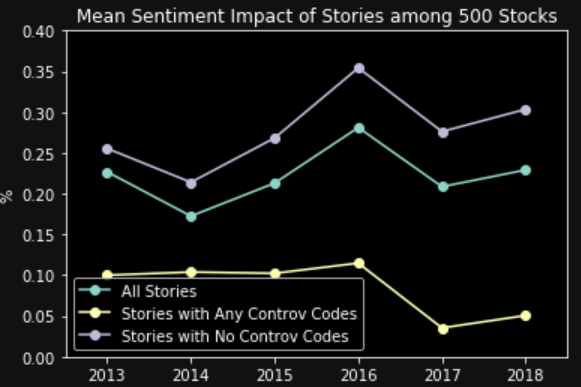 Mean Sentiment Impact of Stories among 500 Stocks
0.40
0.35
0.30
0.25
0.20
0.15
0.10
0.05
0.00
%
All Stories
Stories with Any Controv Codes
Stories with No Controv Codes
2013 2014 2015 2016 2017 2018